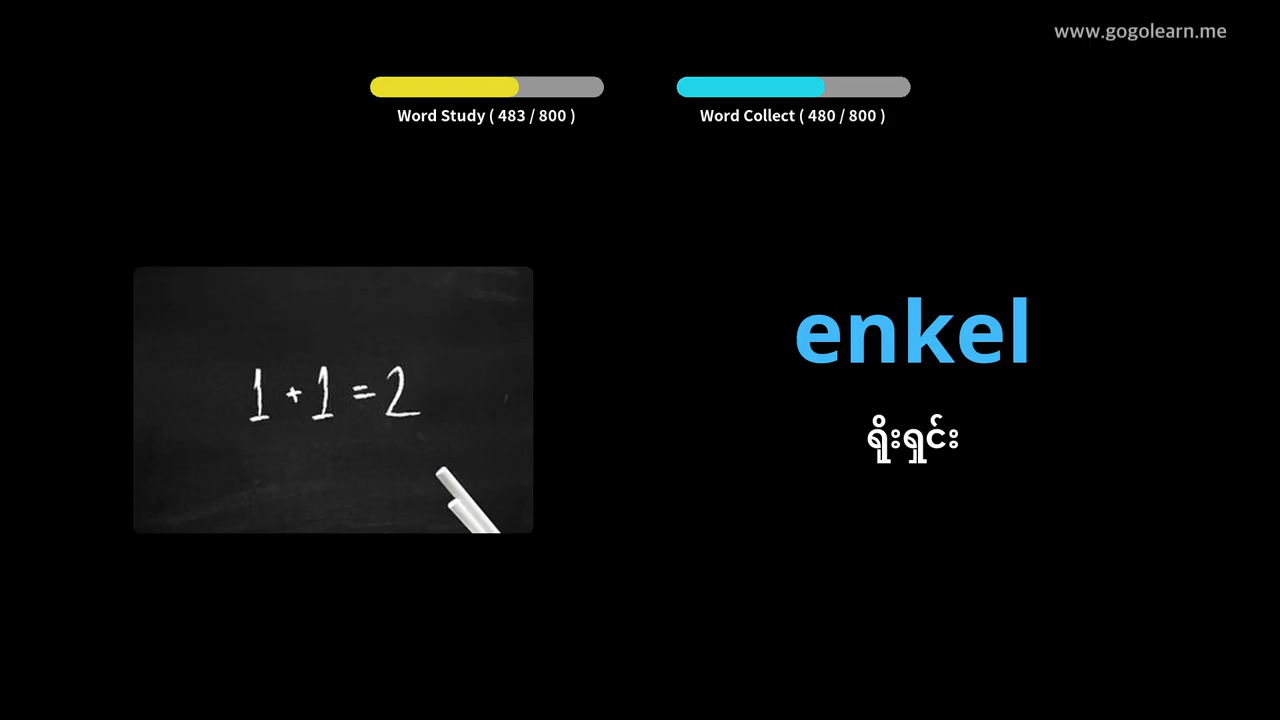 www.gogolearn.me
Word Study ( 483 / 800 )
Word Collect ( 480 / 800 )
1 + 1 = 2
enkel
ရိုးရှင်း